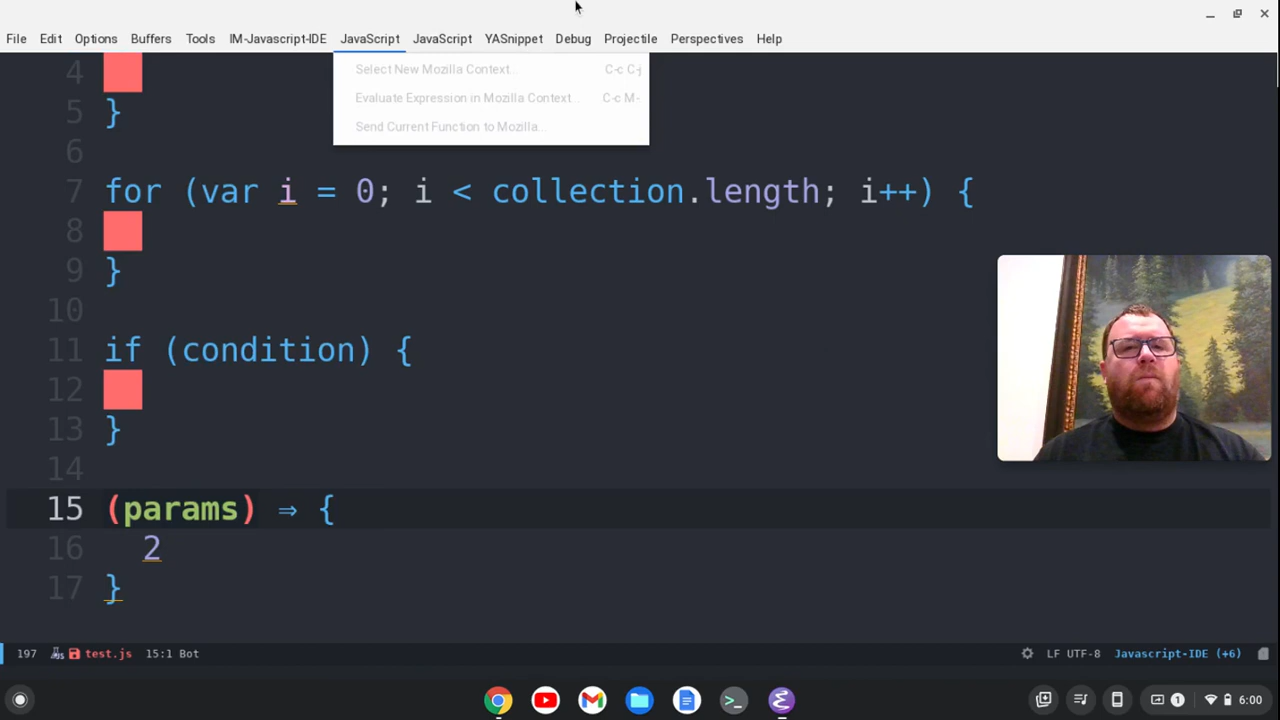 File Edit Options Buffers Tools IM-Javascript-IDE JavaScript JavaScript YASnippet Debug Projectile Perspectives Help
Select New Mozilla Context... C-c C-j
Evaluate Expression in Mozilla Context... C-c M-
Send Current Function to Mozilla...
4
5 }
6
7 for (var i = 0; i < collection.length; i++) {
8
9 }
10
11 if (condition) {
12
13 }
14
15 (params) ⇒ {
16 2
17 }
197 test.js 15:1 Bot LF UTF-8 Javascript-IDE (+6)
1 6:00